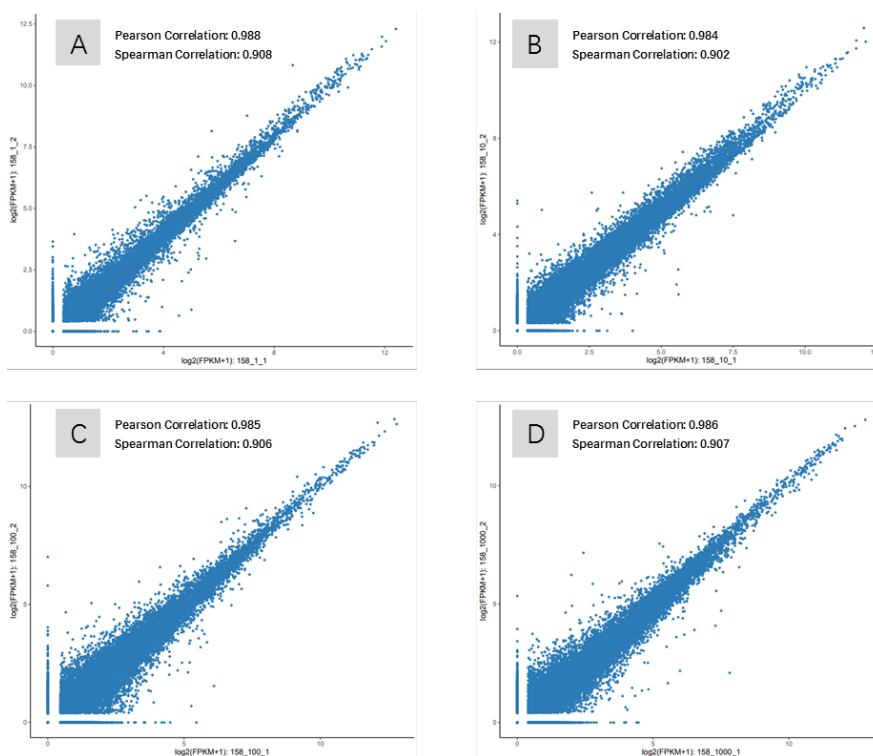 A
Pearson Correlation: 0.988
Spearman Correlation: 0.908
12.5
10.0
7.5
5.0
2.5
0.0
log2(FPKM+1): 158_1_2
0
4
8
12
log2(FPKM+1): 158_1_1
B
Pearson Correlation: 0.984
Spearman Correlation: 0.902
12
8
4
0
log2(FPKM+1): 158_10_2
0.0
2.5
5.0
7.5
10.0
log2(FPKM+1): 158_10_1
C
Pearson Correlation: 0.985
Spearman Correlation: 0.906
10
5
0
log2(FPKM+1): 158_100_2
0
5
10
log2(FPKM+1): 158_100_1
D
Pearson Correlation: 0.986
Spearman Correlation: 0.907
10
5
0
log2(FPKM+1): 158_1000_2
0
5
10
log2(FPKM+1): 158_1000_1